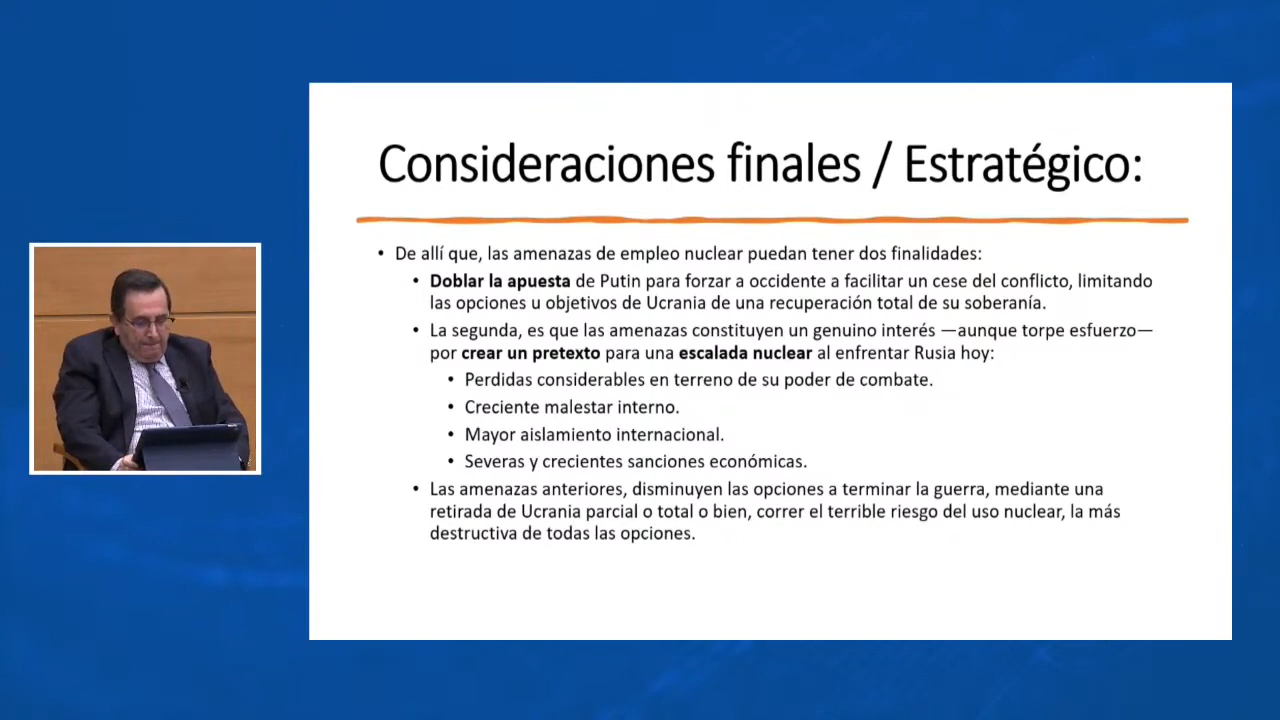 Consideraciones finales / Estratégico:
• De allí que, las amenazas de empleo nuclear puedan tener dos finalidades:
• Doblar la apuesta de Putin para forzar a occidente a facilitar un cese del conflicto, limitando
las opciones u objetivos de Ucrania de una recuperación total de su soberanía.
• La segunda, es que las amenazas constituyen un genuino interés —aunque torpe esfuerzo—
por crear un pretexto para una escalada nuclear al enfrentar Rusia hoy:
• Perdidas considerables en terreno de su poder de combate.
• Creciente malestar interno.
• Mayor aislamiento internacional.
• Severas y crecientes sanciones económicas.
• Las amenazas anteriores, disminuyen las opciones a terminar la guerra, mediante una
retirada de Ucrania parcial o total o bien, correr el terrible riesgo del uso nuclear, la más
destructiva de todas las opciones.